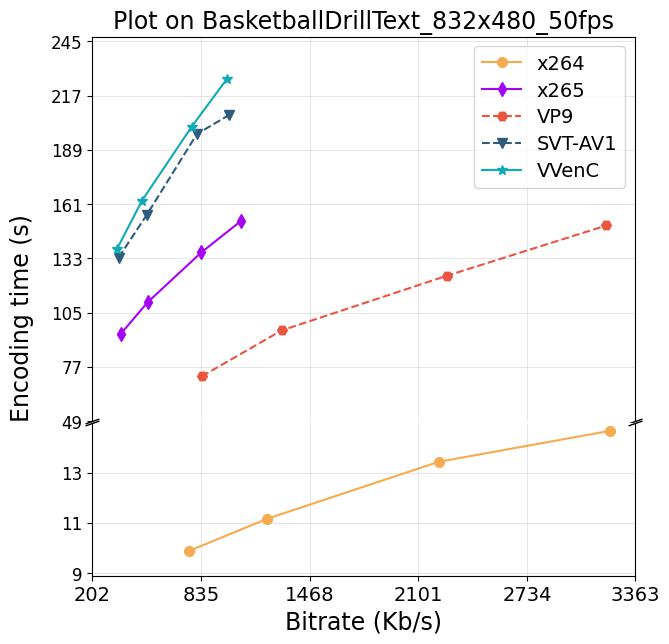 Plot on BasketballDrillText_832x480_50fps
245
217
189
161
133
105
77
49
13
11
9
Encoding time (s)
x264
x265
VP9
SVT-AV1
VVenC
202 835 1468 2101 2734 3363
Bitrate (Kb/s)